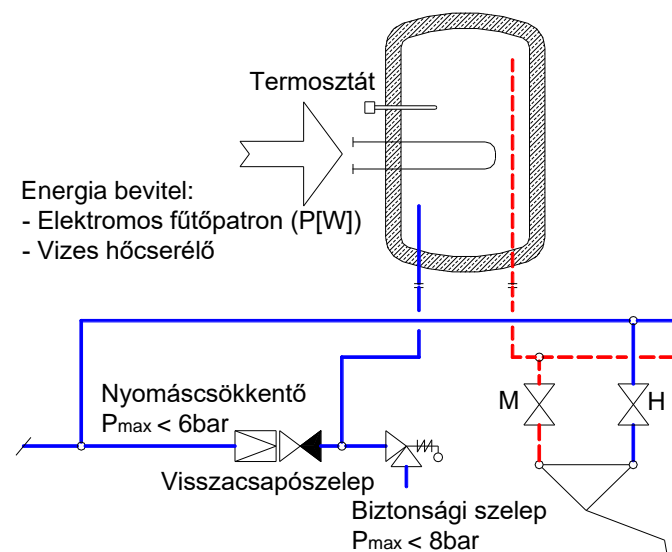 Termosztát
Energia bevitel:
- Elektromos fűtőpatron (P[W])
- Vizes hőcserélő
Nyomáscsökkentő
Pmax < 6bar
M
H
Visszacsapószelep
Biztonsági szelep
Pmax < 8bar